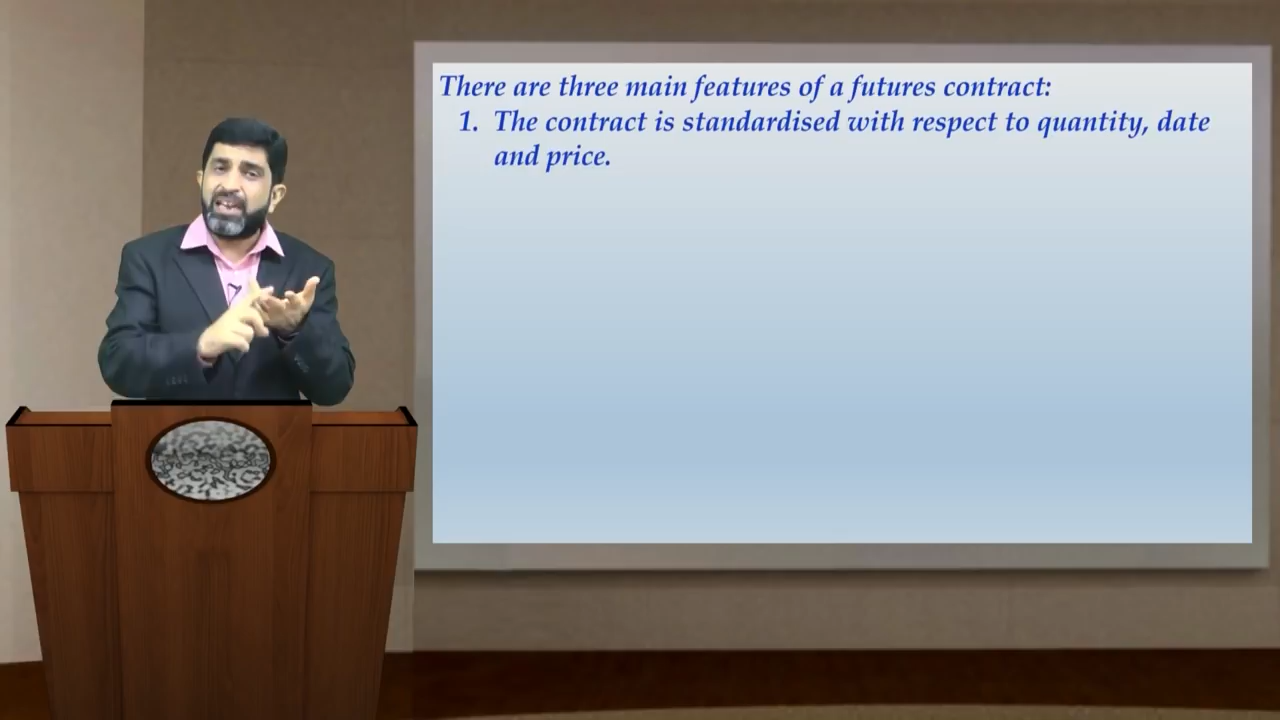 There are three main features of a futures contract:
1. The contract is standardised with respect to quantity, date
and price.